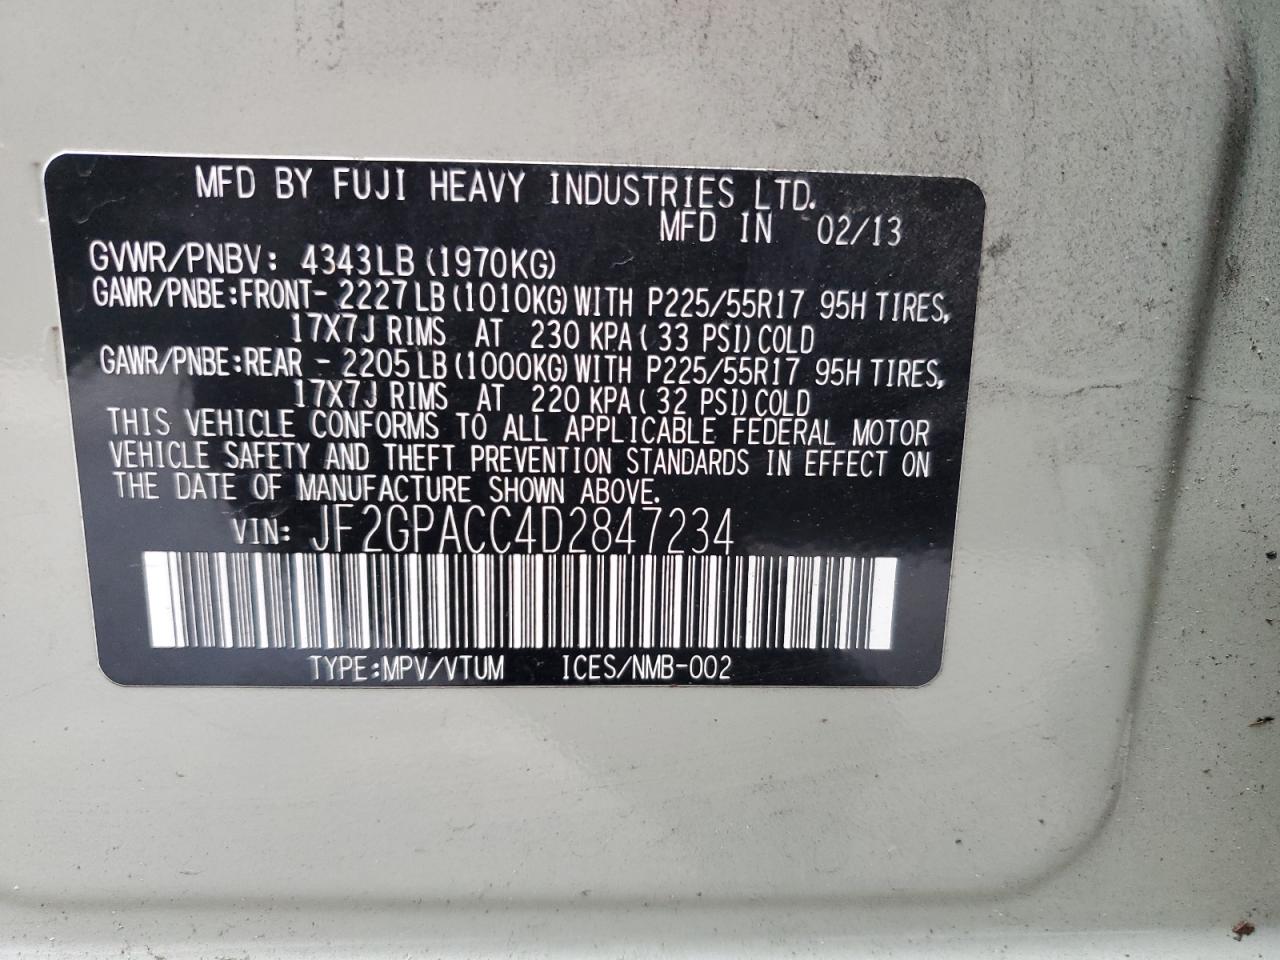 MFD BY FUJI HEAVY INDUSTRIES LTD.
MFD IN 02/13
GVWR/PNBV: 4343LB (1970KG)
GAWR/PNBE:FRONT- 2227LB(1010KG)WITH P225/55R17 95H TIRES,
17X7J RIMS AT 230 KPA( 33 PSI)COLD
GAWR/PNBE:REAR - 2205LB(1000KG)WITH P225/55R17 95H TIRES,
17X7J RIMS AT 220 KPA( 32 PSI)COLD
THIS VEHICLE CONFORMS TO ALL APPLICABLE FEDERAL MOTOR
VEHICLE SAFETY AND THEFT PREVENTION STANDARDS IN EFFECT ON
THE DATE OF MANUFACTURE SHOWN ABOVE.
VIN: JF2GPACC4D2847234
TYPE:MPV/VTUM ICES/NMB-002